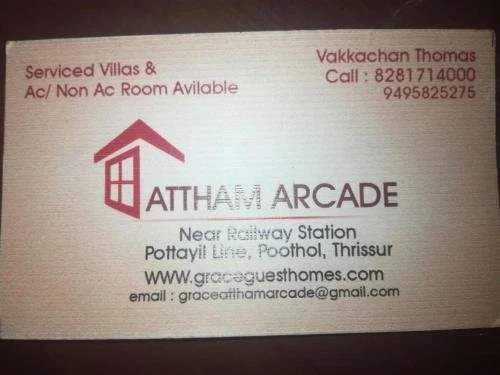 Serviced Villas &
Ac/ Non Ac Room Avilable
Vakkachan Thomas
Call : 8281714000
9495825275
ATTHAM ARCADE
Near Railway Station
Pottayil Line, Poothol, Thrissur
www.graceguesthomes.com
email : graceatthamarcade@gmail.com